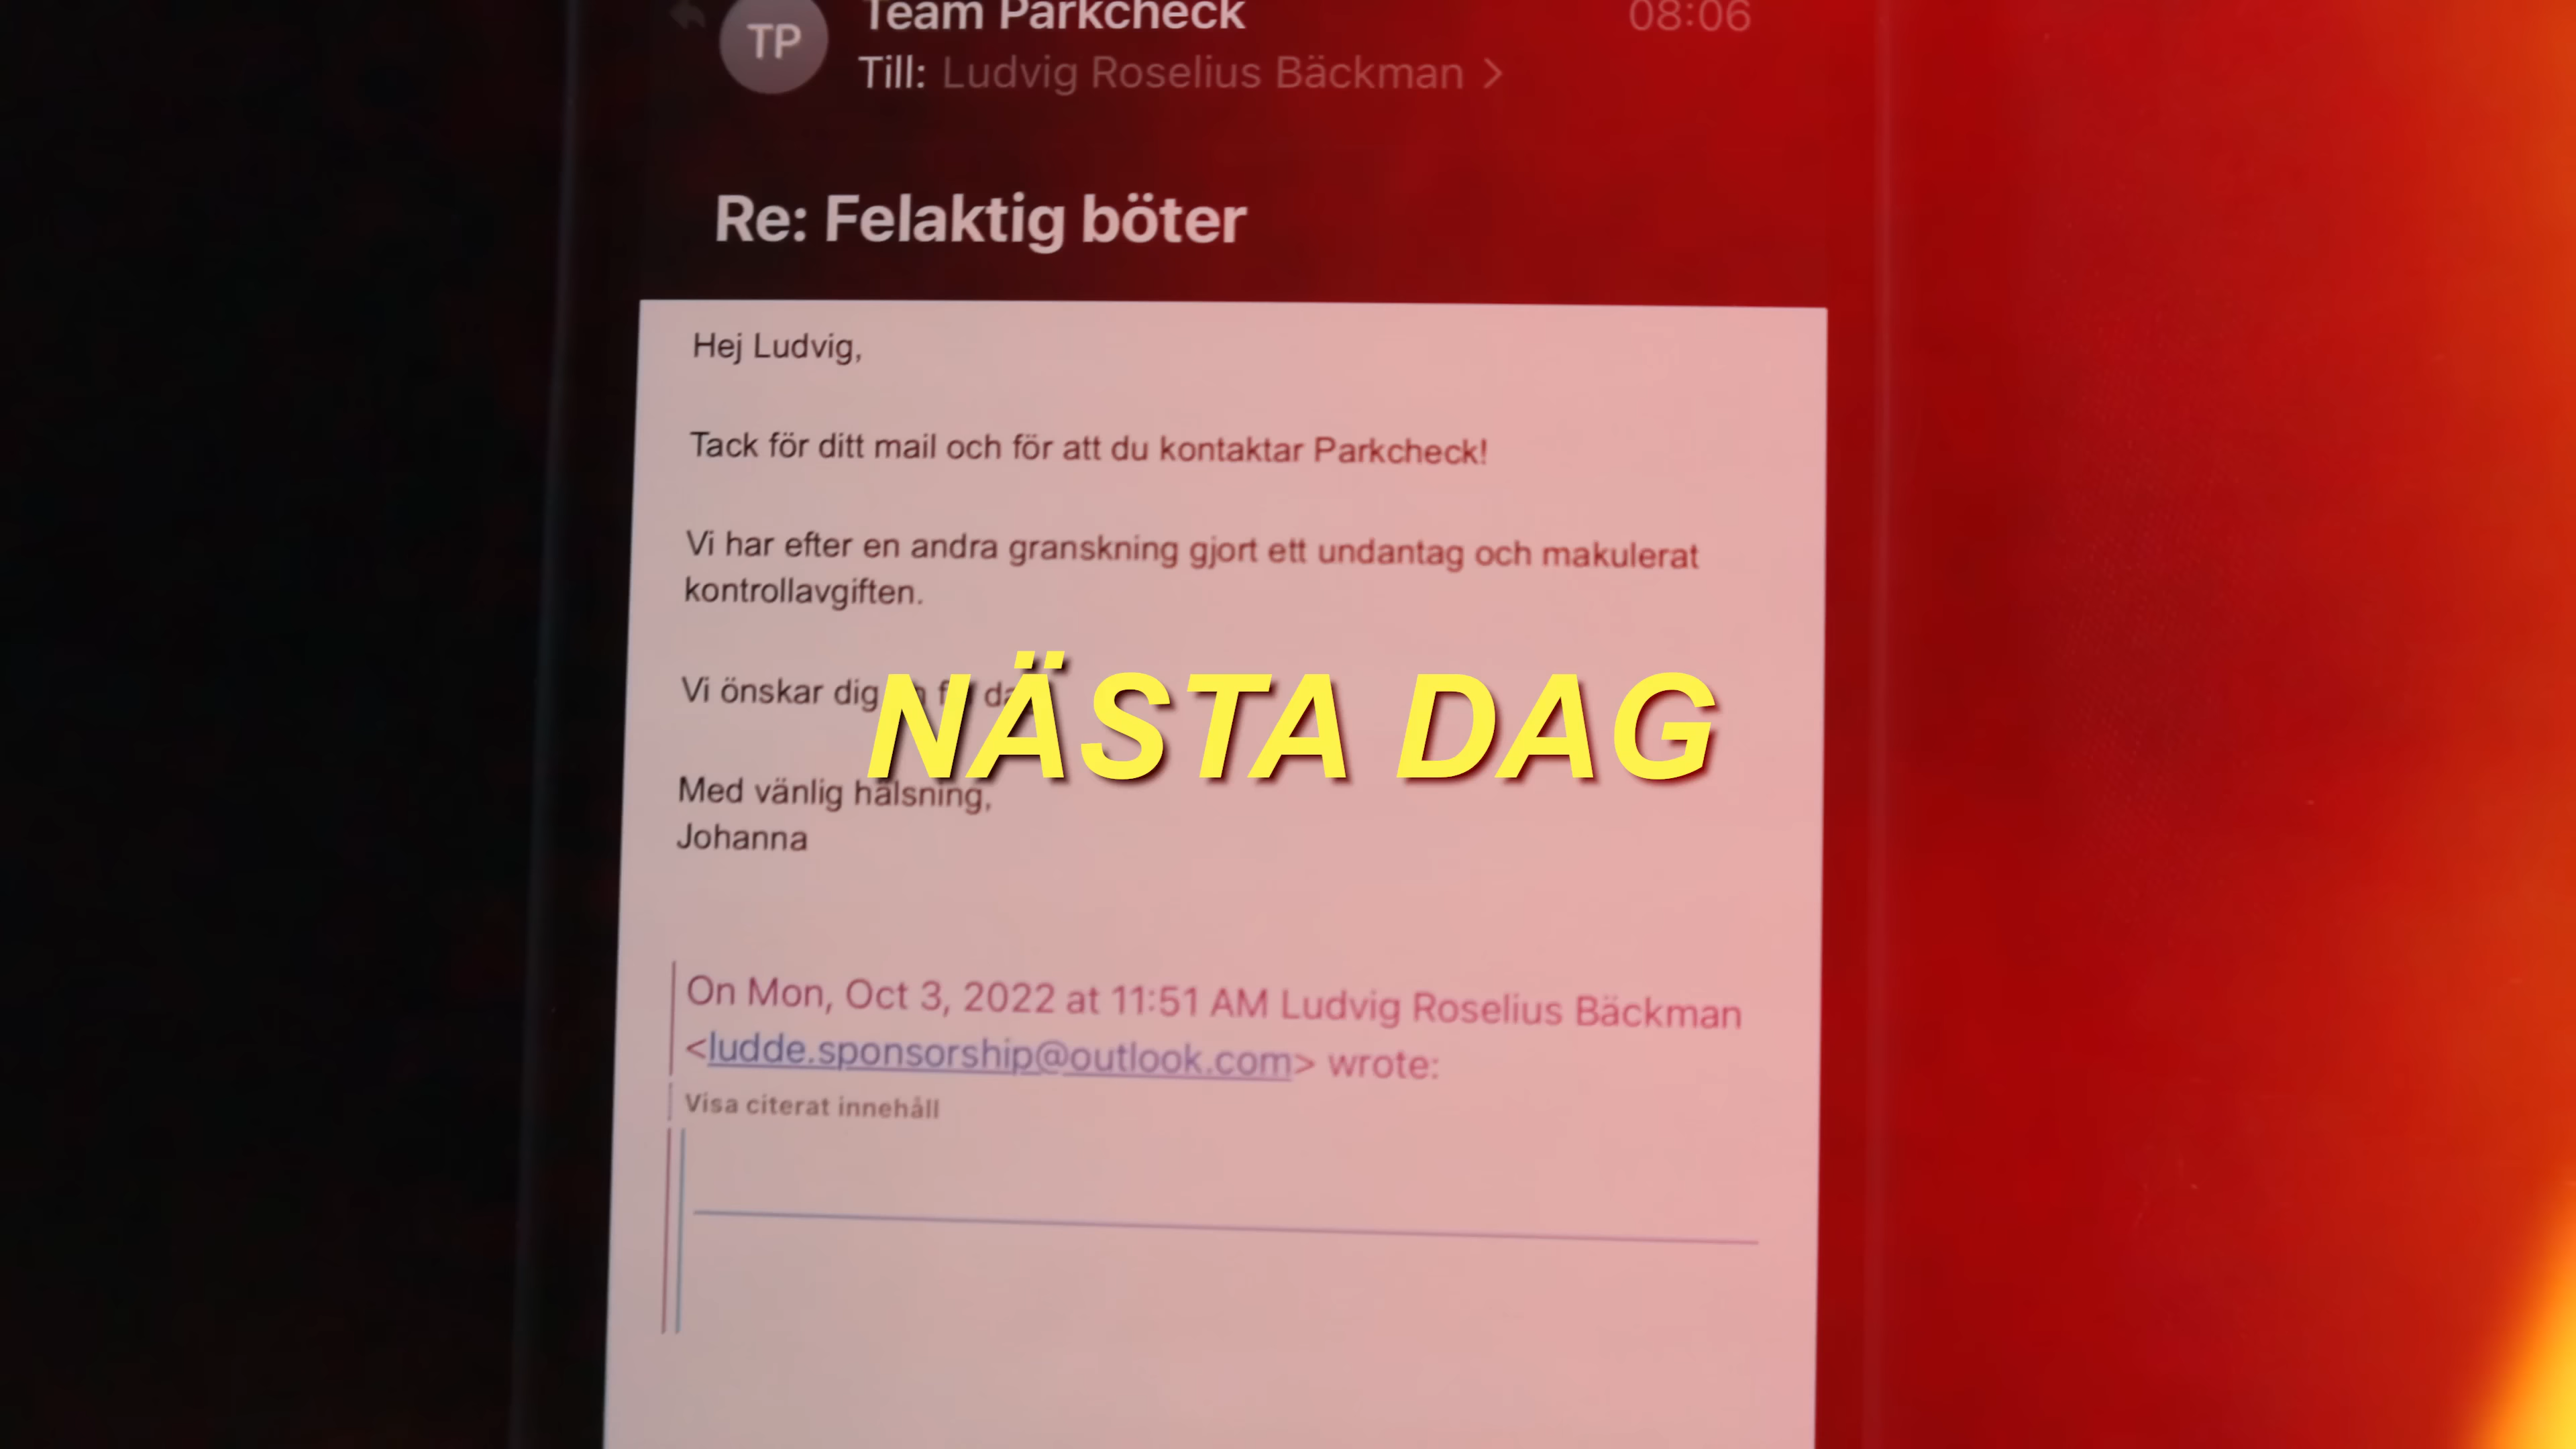 TP
Team Parkcheck
08:06
Till: Ludvig Roselius Bäckman >
Re: Felaktig böter
Hej Ludvig,
Tack för ditt mail och för att du kontaktar Parkcheck!
Vi har efter en andra granskning gjort ett undantag och makulerat
kontrollavgiften.
Vi önskar dig
NÄSTA DAG
Med vänlig hälsning,
Johanna
On Mon, Oct 3, 2022 at 11:51 AM Ludvig Roselius Bäckman
<ludde.sponsorship@outlook.com> wrote:
Visa citerat innehåll